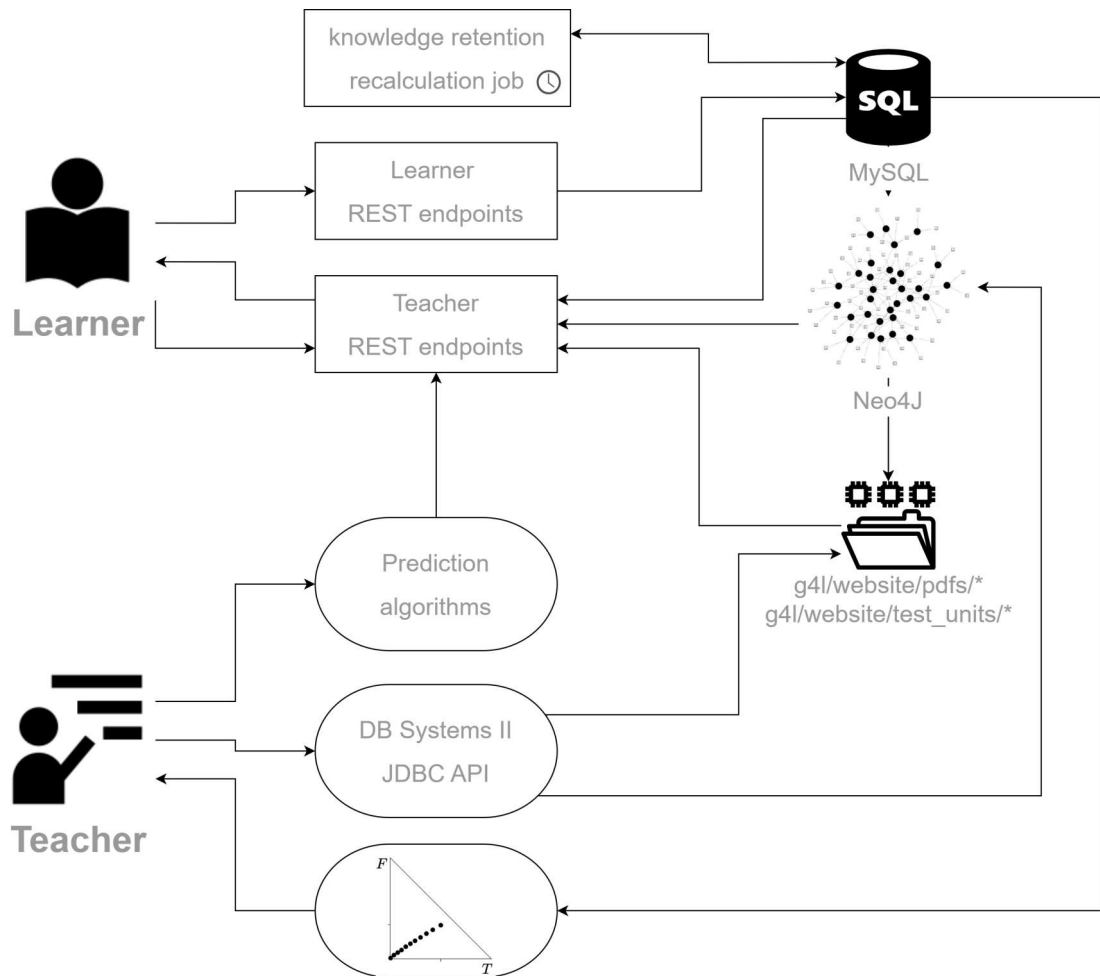 knowledge retention
recalculation job
SQL
MySQL
Learner
REST endpoints
Learner
Teacher
REST endpoints
Neo4J
g4l/website/pdfs/*
g4l/website/test_units/*
Prediction
algorithms
DB Systems II
JDBC API
Teacher
F
T